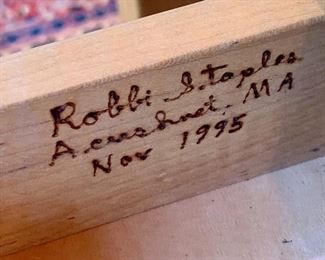 Robbi Staples
Acushnet, MA
Nov 1995